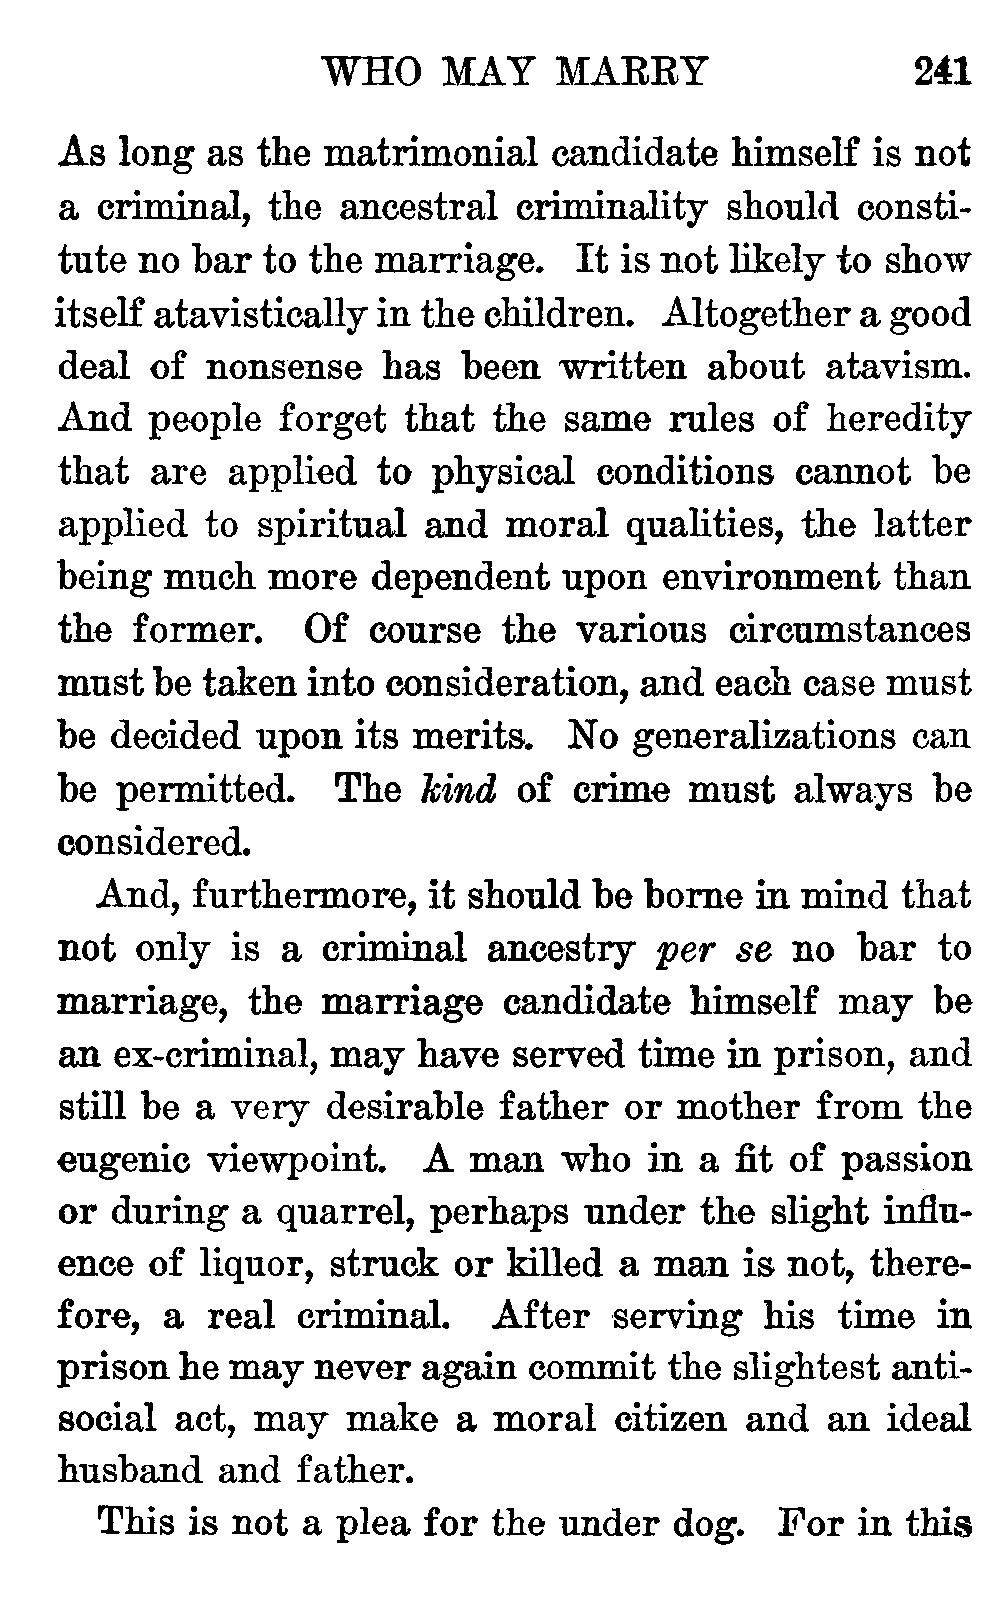 WHO MAY MARRY 241
As long as the matrimonial candidate himself is not
a criminal, the ancestral criminality should consti-
tute no bar to the marriage. It is not likely to show
itself atavistically in the children. Altogether a good
deal of nonsense has been written about atavism.
And people forget that the same rules of heredity
that are applied to physical conditions cannot be
applied to spiritual and moral qualities, the latter
being much more dependent upon environment than
the former. Of course the various circumstances
must be taken into consideration, and each case must
be decided upon its merits. No generalizations can
be permitted. The kind of crime must always be
considered.
And, furthermore, it should be borne in mind that
not only is a criminal ancestry per se no bar to
marriage, the marriage candidate himself may be
an ex-criminal, may have served time in prison, and
still be a very desirable father or mother from the
eugenic viewpoint. A man who in a fit of passion
or during a quarrel, perhaps under the slight influ-
ence of liquor, struck or killed a man is not, there-
fore, a real criminal. After serving his time in
prison he may never again commit the slightest anti-
social act, may make a moral citizen and an ideal
husband and father.
This is not a plea for the under dog. For in this